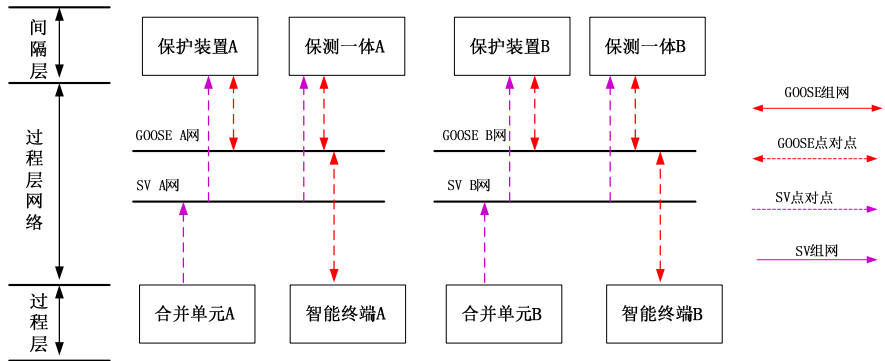 间隔层
过程层网络
过程层
保护装置A
保测一体A
保护装置B
保测一体B
GOOSE A网
SV A网
GOOSE B网
SV B网
合并单元A
智能终端A
合并单元B
智能终端B
GOOSE组网
GOOSE点对点
SV点对点
SV组网